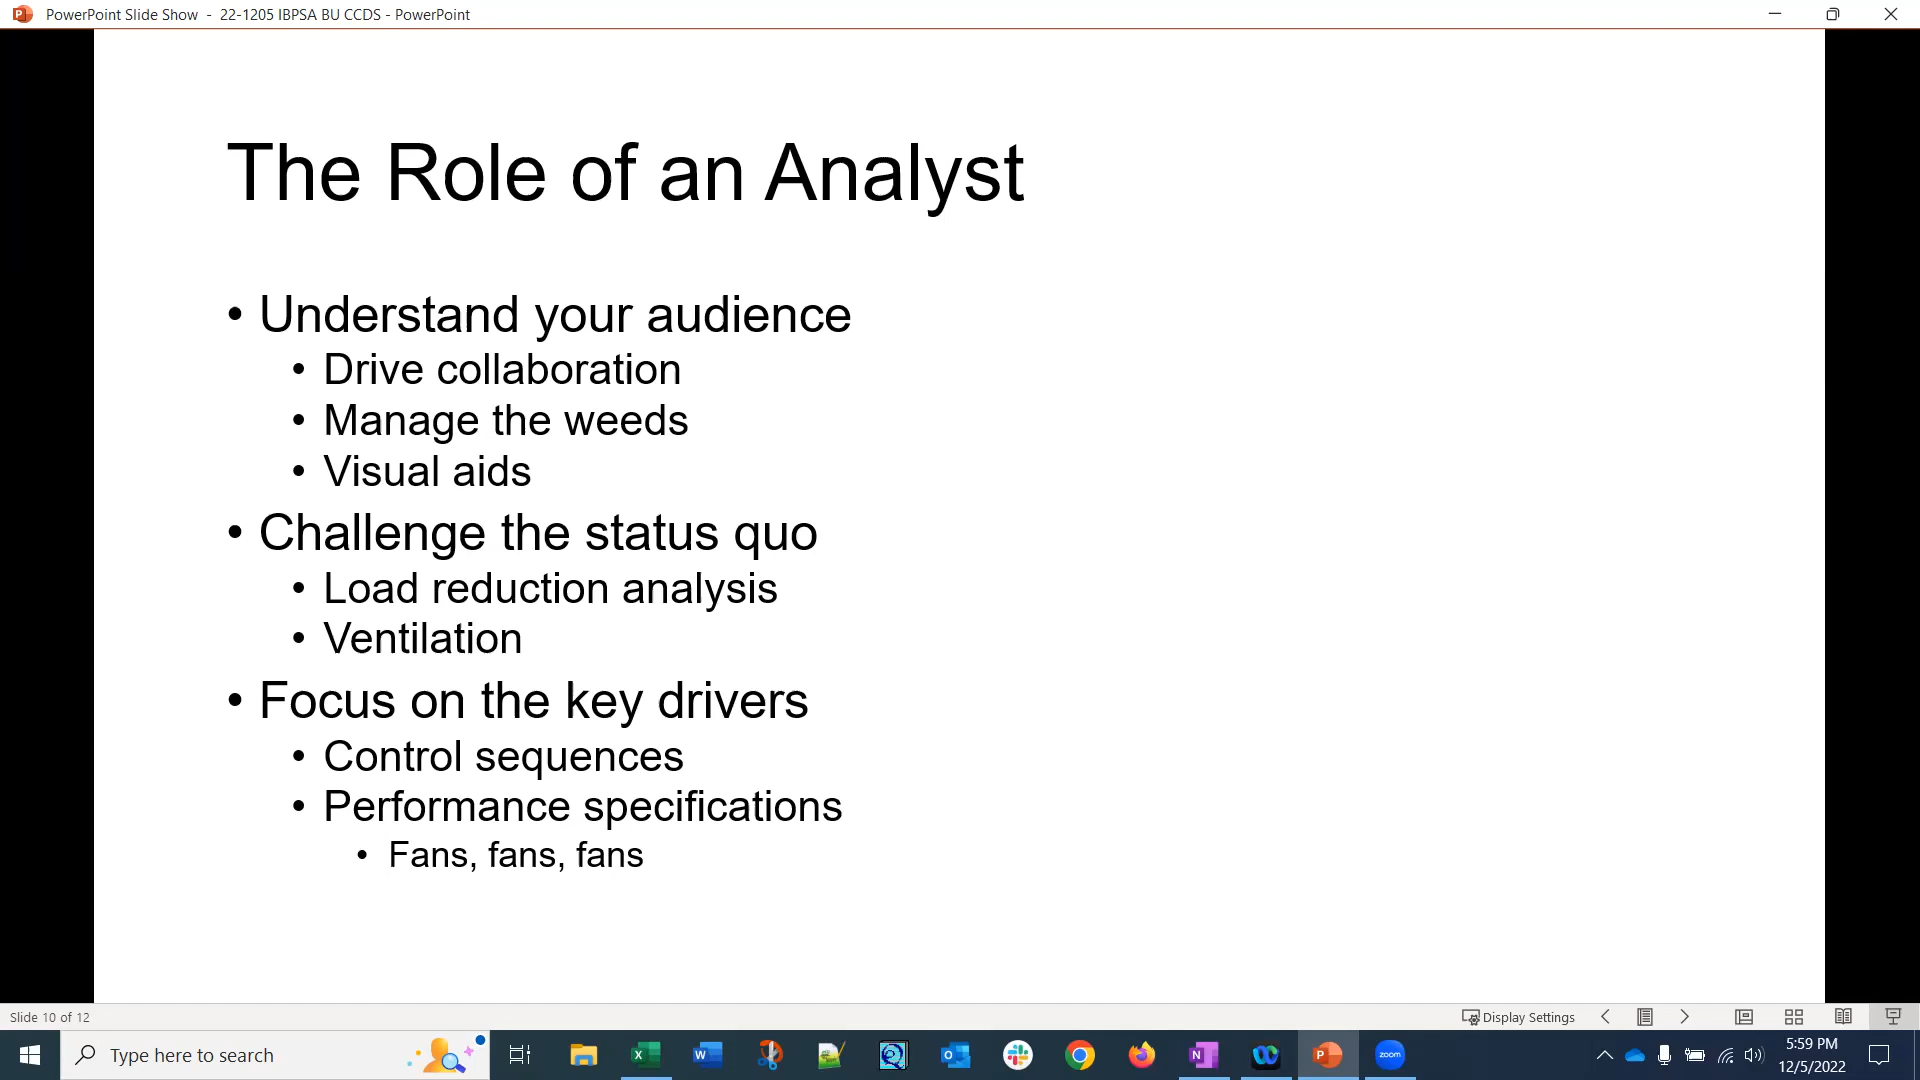 PowerPoint Slide Show - 22-1205 IBPSA BU CCDS - PowerPoint
The Role of an Analyst
• Understand your audience
• Drive collaboration
• Manage the weeds
• Visual aids
• Challenge the status quo
• Load reduction analysis
• Ventilation
• Focus on the key drivers
• Control sequences
• Performance specifications
• Fans, fans, fans
Slide 10 of 12
Display Settings
Type here to search
zoom
5:59 PM
12/5/2022